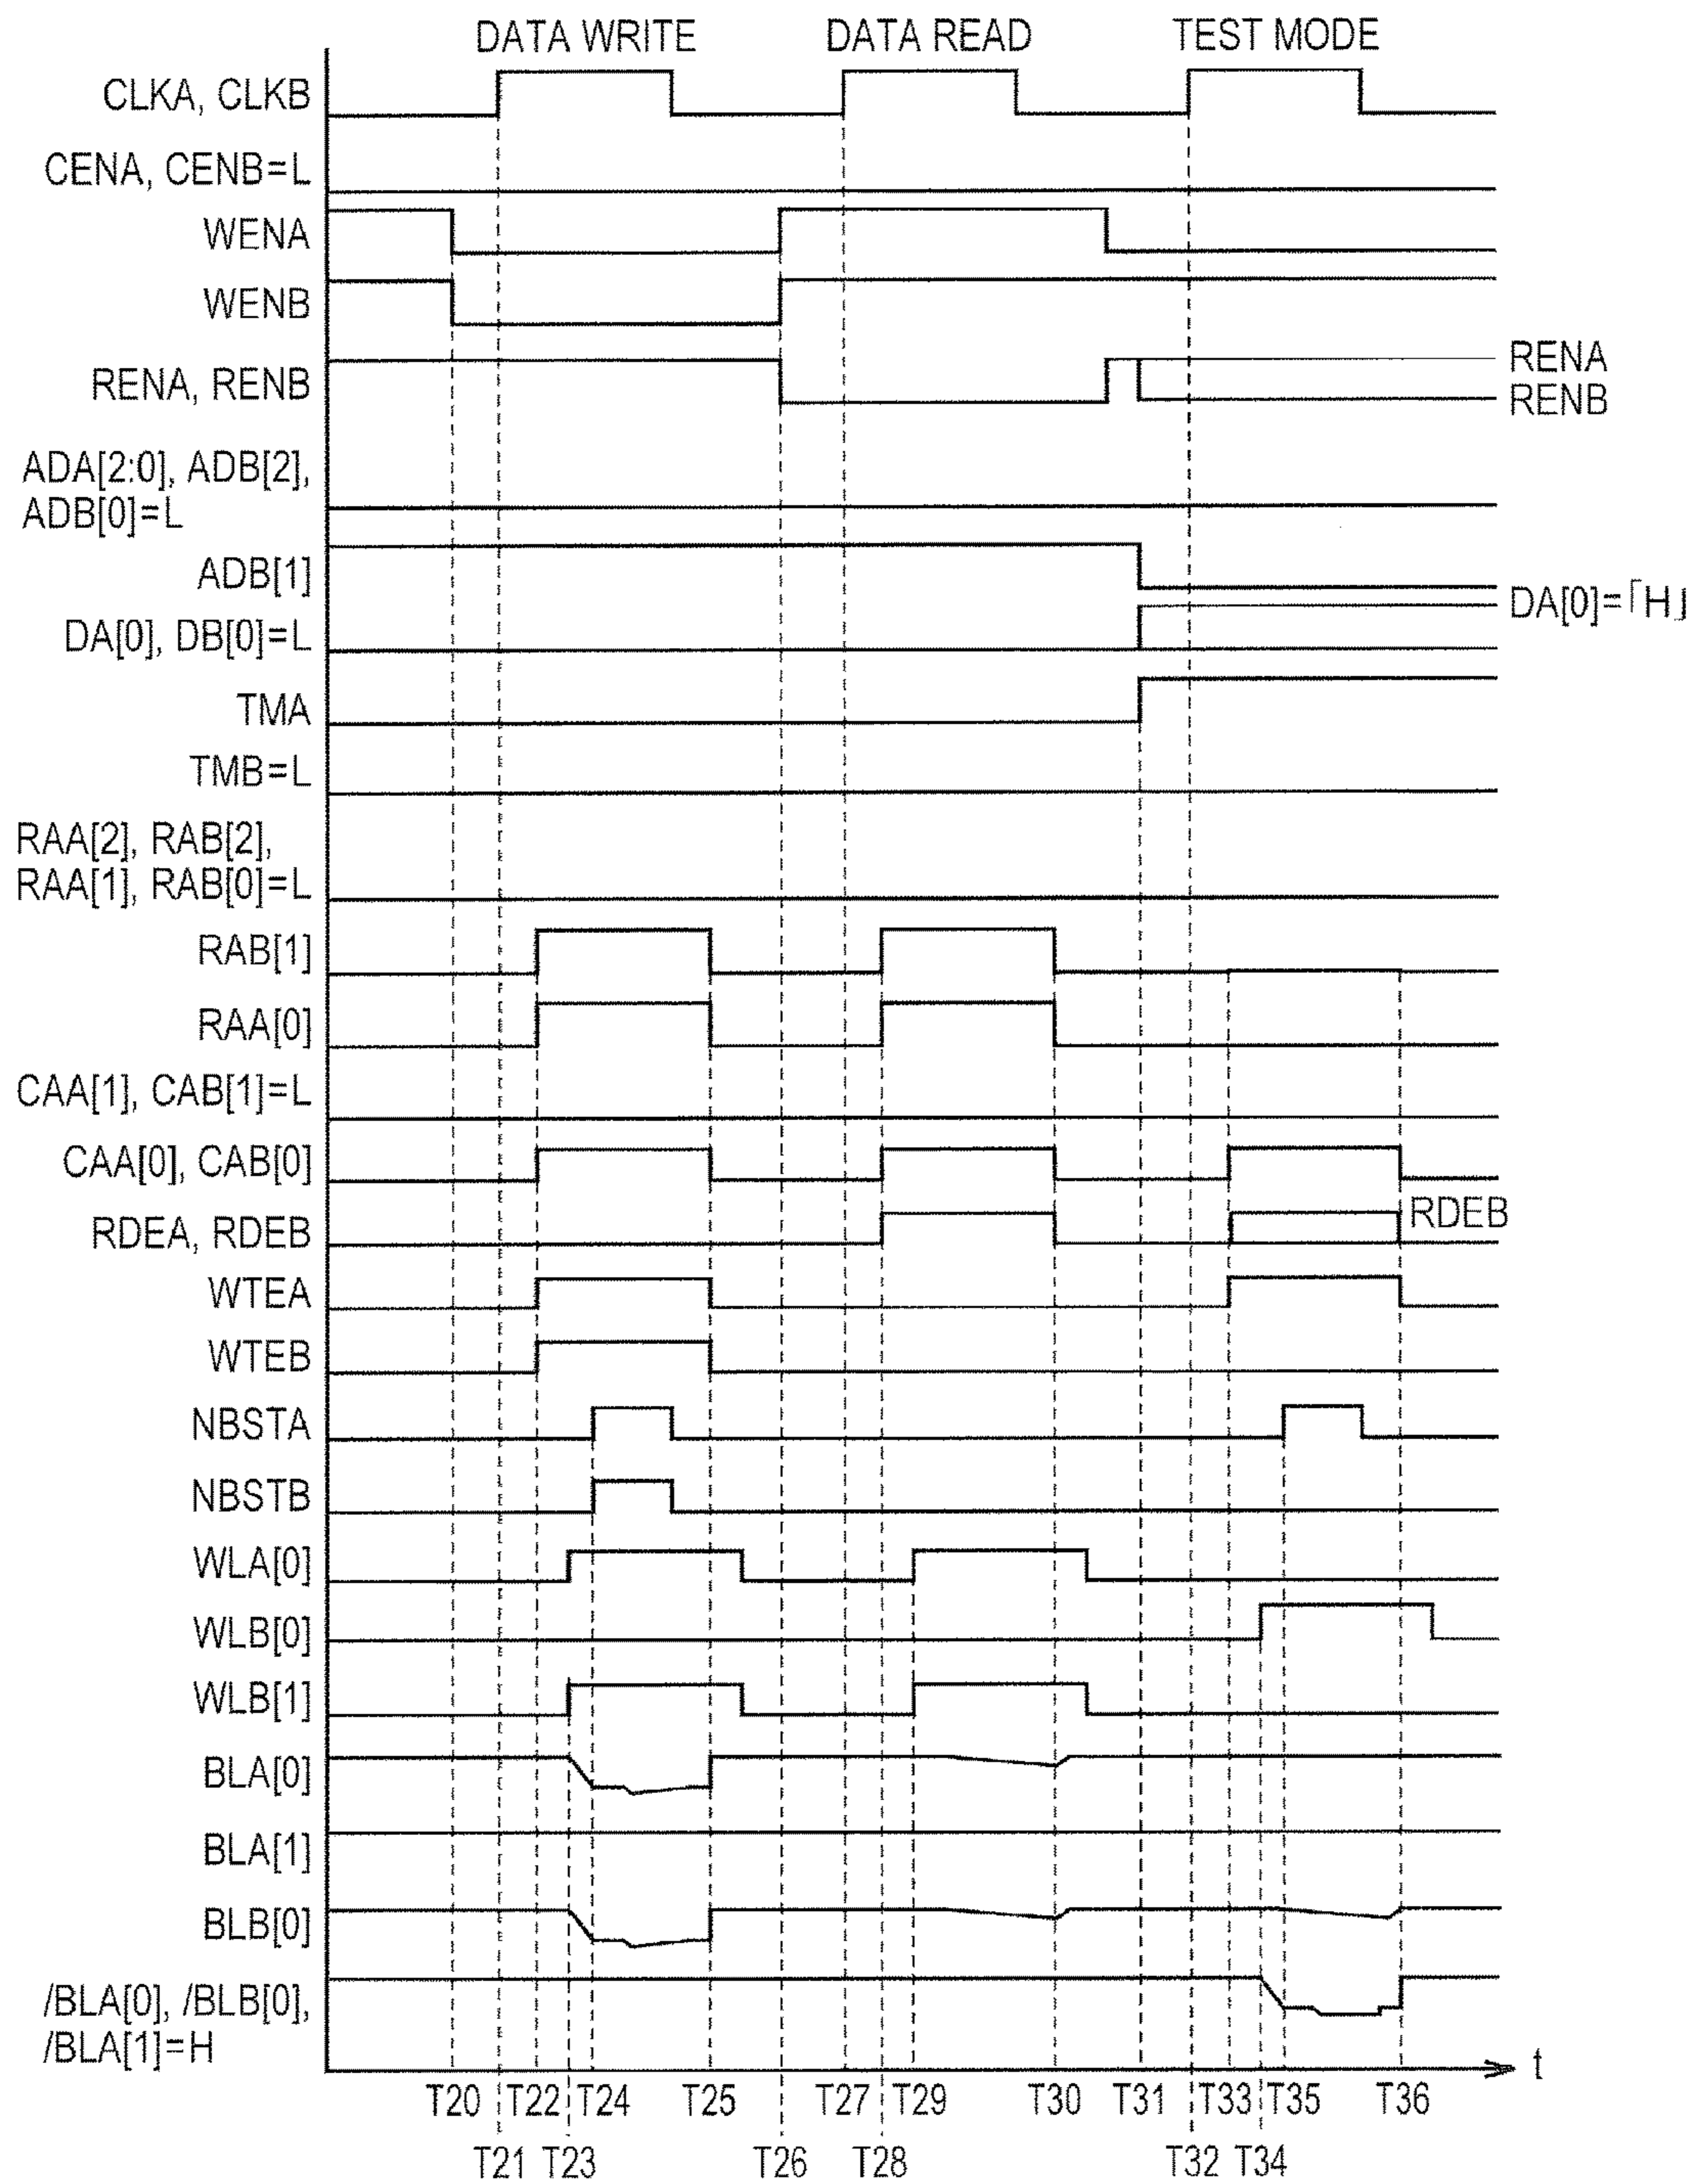 DATA WRITE DATA READ TEST MODE
CLKA, CLKB
CENA, CENB=L
WENA
WENB
RENA, RENB
RENA
RENB
ADA[2:0], ADB[2],
ADB[0]=L
ADB[1]
DA[0]=「H」
DA[0], DB[0]=L
TMA
TMB=L
RAA[2], RAB[2],
RAA[1], RAB[0]=L
RAB[1]
RAA[0]
CAA[1], CAB[1]=L
CAA[0], CAB[0]
RDEA, RDEB
RDEB
WTEA
WTEB
NBSTA
NBSTB
WLA[0]
WLB[0]
WLB[1]
BLA[0]
BLA[1]
BLB[0]
/BLA[0], /BLB[0],
/BLA[1]=H
t
T20 T22 T24 T25 T27 T29 T30 T31 T33 T35 T36
T21 T23 T26 T28 T32 T34